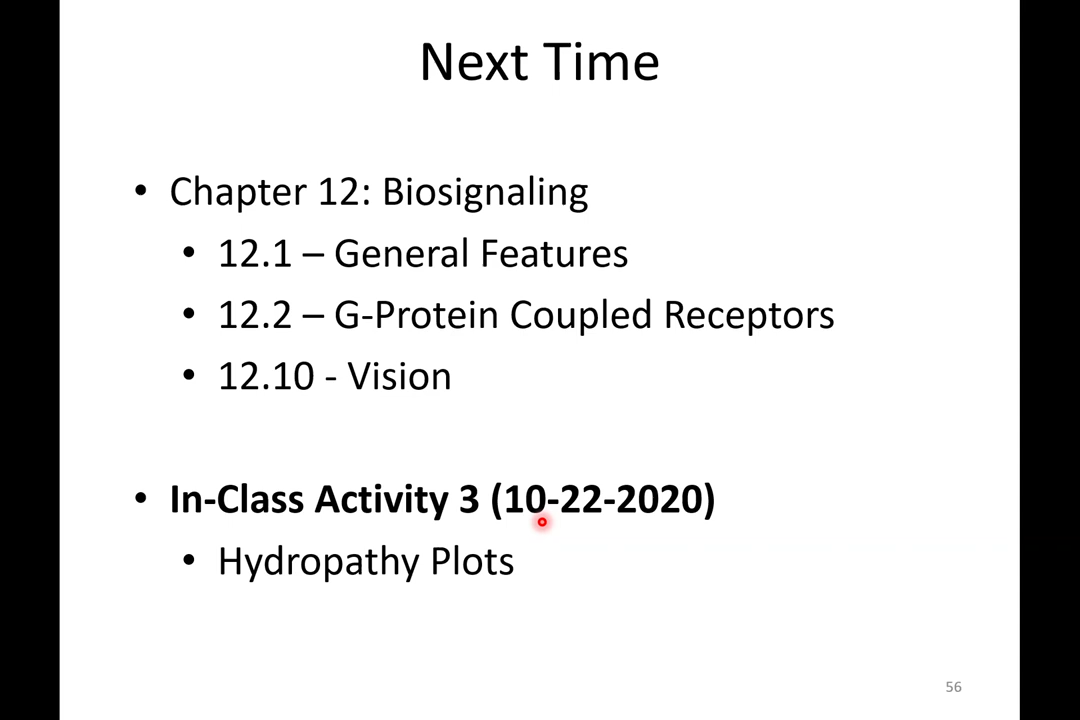 Next Time
• Chapter 12: Biosignaling
• 12.1 – General Features
• 12.2 – G-Protein Coupled Receptors
• 12.10 - Vision
• In-Class Activity 3 (10-22-2020)
• Hydropathy Plots
56